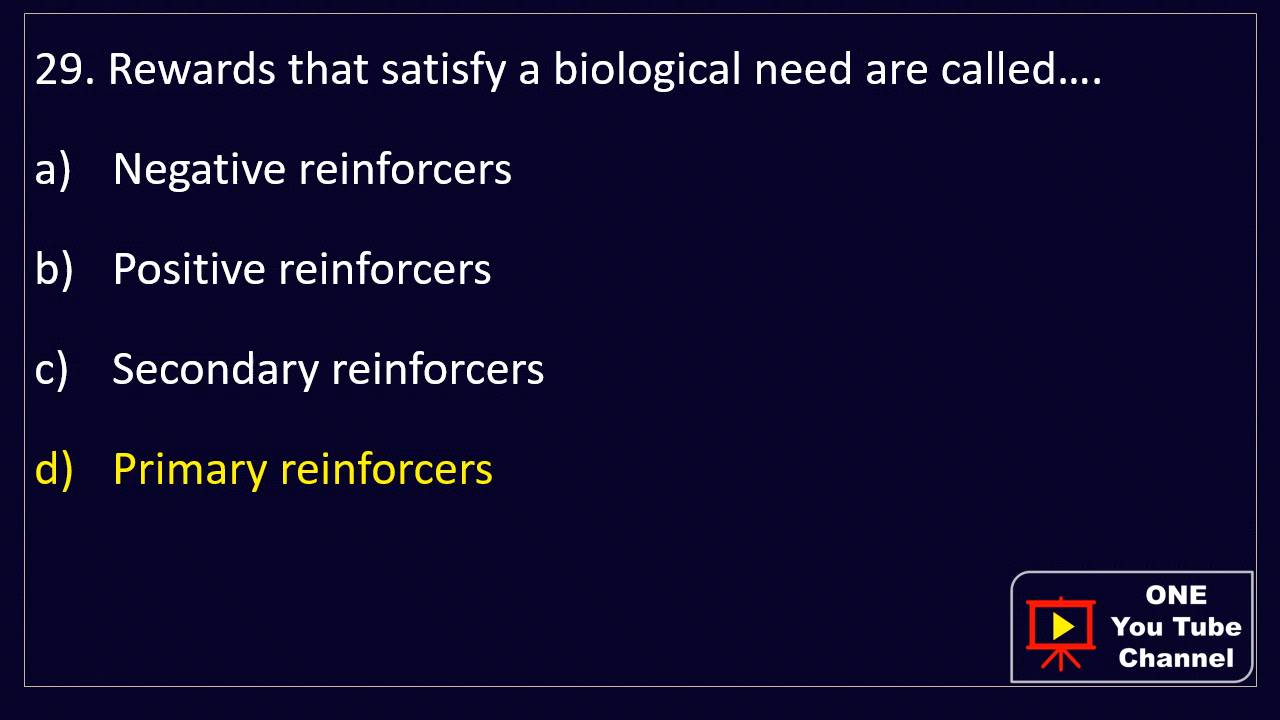 29. Rewards that satisfy a biological need are called….
a) Negative reinforcers
b) Positive reinforcers
c) Secondary reinforcers
d) Primary reinforcers
ONE
You Tube
Channel